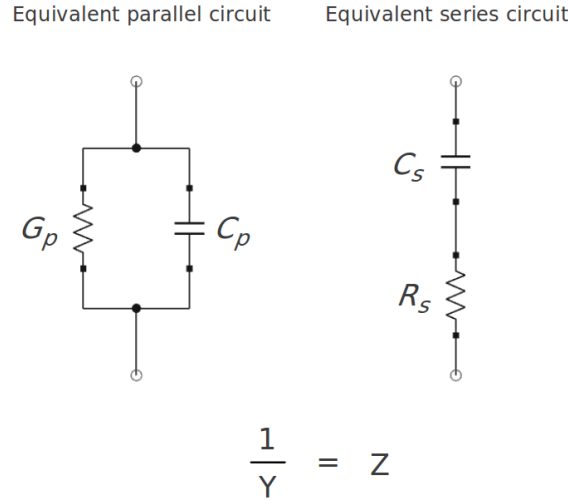 Equivalent parallel circuit
Equivalent series circuit
Gp
Cp
Cs
Rs
1
Y
= Z